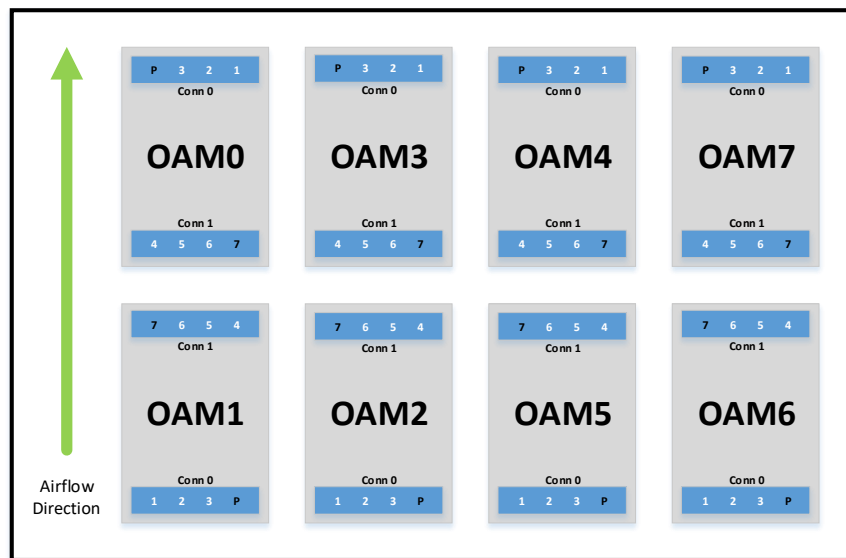 P 3 2 1
Conn 0
OAM0
Conn 1
4 5 6 7
P 3 2 1
Conn 0
OAM3
Conn 1
4 5 6 7
P 3 2 1
Conn 0
OAM4
Conn 1
4 5 6 7
P 3 2 1
Conn 0
OAM7
Conn 1
4 5 6 7
7 6 5 4
Conn 1
OAM1
Conn 0
1 2 3 P
7 6 5 4
Conn 1
OAM2
Conn 0
1 2 3 P
7 6 5 4
Conn 1
OAM5
Conn 0
1 2 3 P
7 6 5 4
Conn 1
OAM6
Conn 0
1 2 3 P
Airflow
Direction